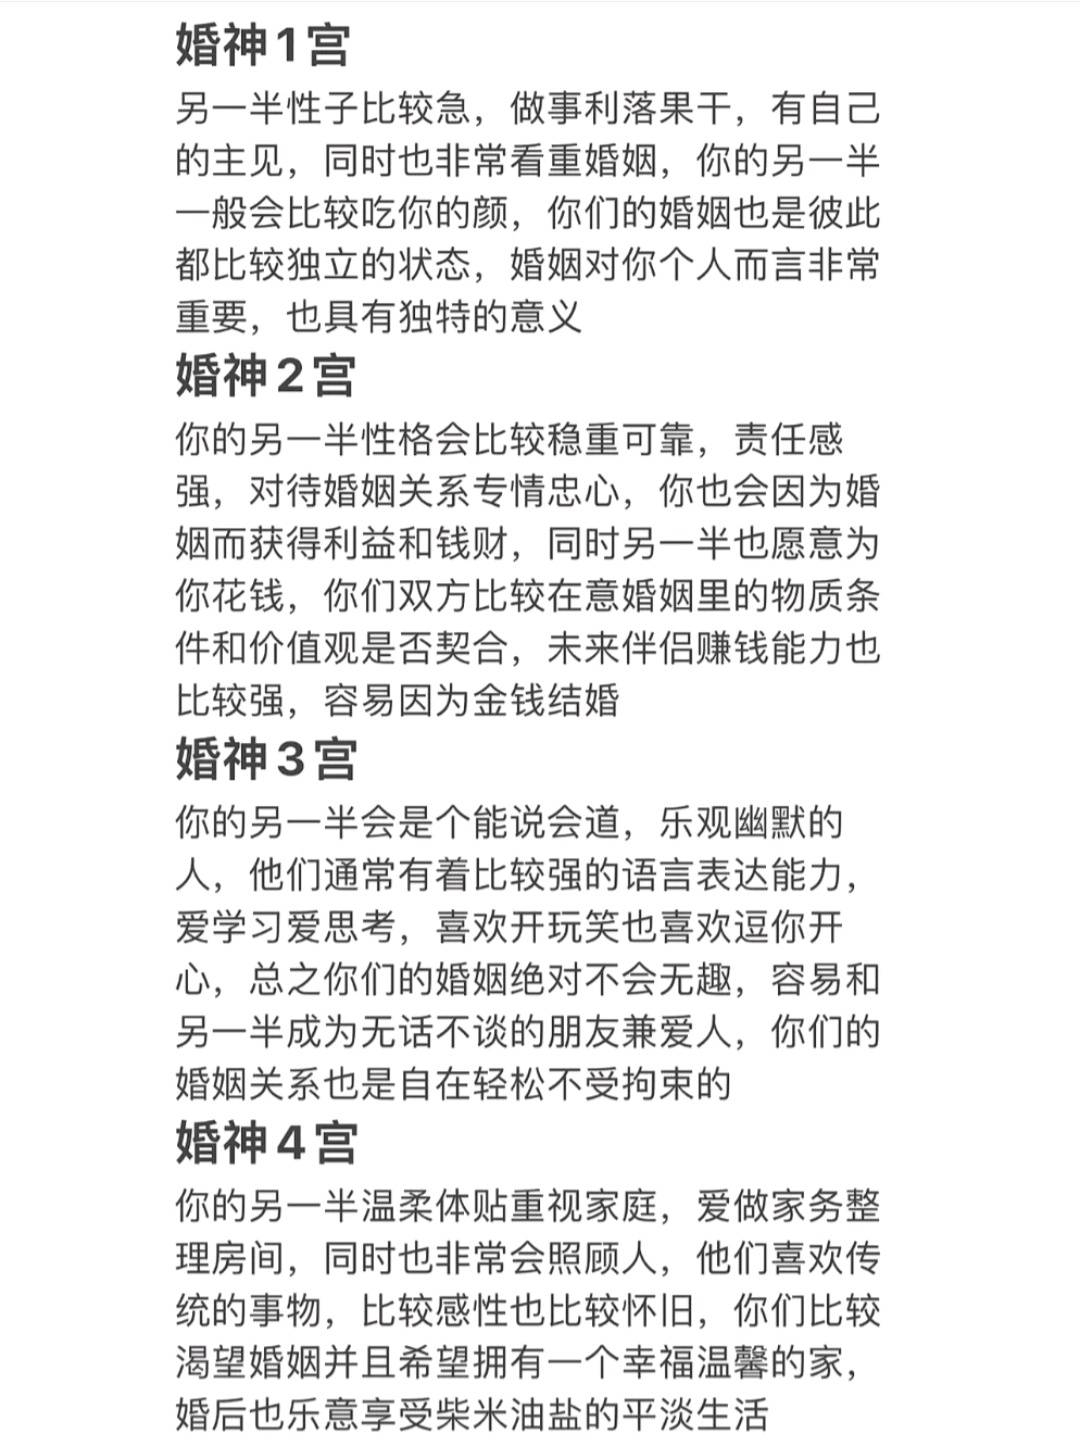 婚神1宫
另一半性子比较急，做事利落果干，有自己
的主见，同时也非常看重婚姻，你的另一半
一般会比较吃你的颜，你们的婚姻也是彼此
都比较独立的状态，婚姻对你个人而言非常
重要，也具有独特的意义
婚神2宫
你的另一半性格会比较稳重可靠，责任感
强，对待婚姻关系专情忠心，你也会因为婚
姻而获得利益和钱财，同时另一半也愿意为
你花钱，你们双方比较在意婚姻里的物质条
件和价值观是否契合，未来伴侣赚钱能力也
比较强，容易因为金钱结婚
婚神3宫
你的另一半会是个能说会道，乐观幽默的
人，他们通常有着比较强的语言表达能力，
爱学习爱思考，喜欢开玩笑也喜欢逗你开
心，总之你们的婚姻绝对不会无趣，容易和
另一半成为无话不谈的朋友兼爱人，你们的
婚姻关系也是自在轻松不受拘束的
婚神4宫
你的另一半温柔体贴重视家庭，爱做家务整
理房间，同时也非常会照顾人，他们喜欢传
统的事物，比较感性也比较怀旧，你们比较
渴望婚姻并且希望拥有一个幸福温馨的家，
婚后也乐意享受柴米油盐的平淡生活